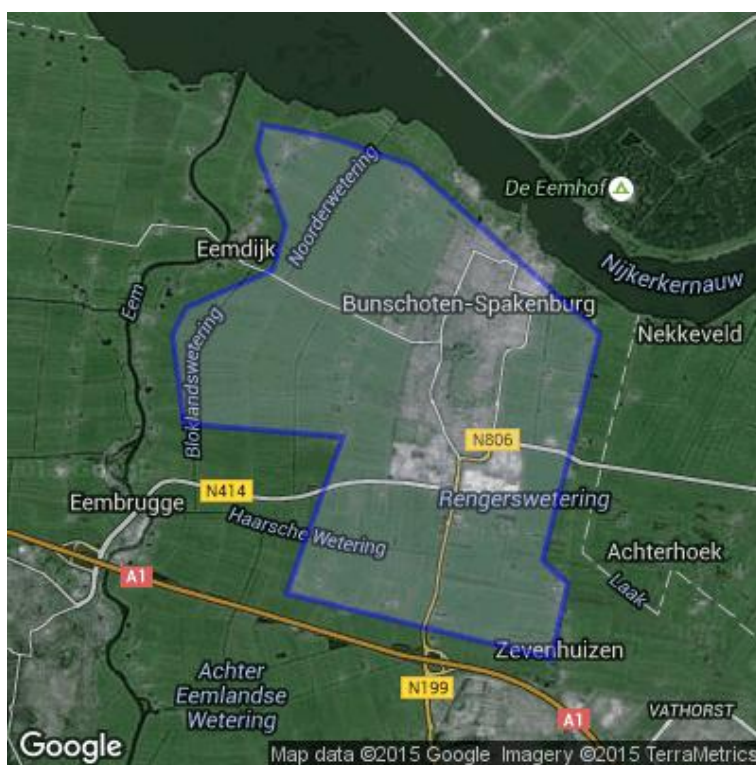 De Eemhof
Noorderwetering
Eemdijk
Nijkerkernauw
Eem
Bunschoten-Spakenburg
Nekkeveld
Bloklandswetering
N806
N414
Rengerswetering
Eembrugge
Haarsche Wetering
Achterhoek
A1
Laak
Zevenhuizen
Achter
Eemlandse
Wetering
N199
VATHORST
A1
Google
Map data ©2015 Google Imagery ©2015 TerraMetrics